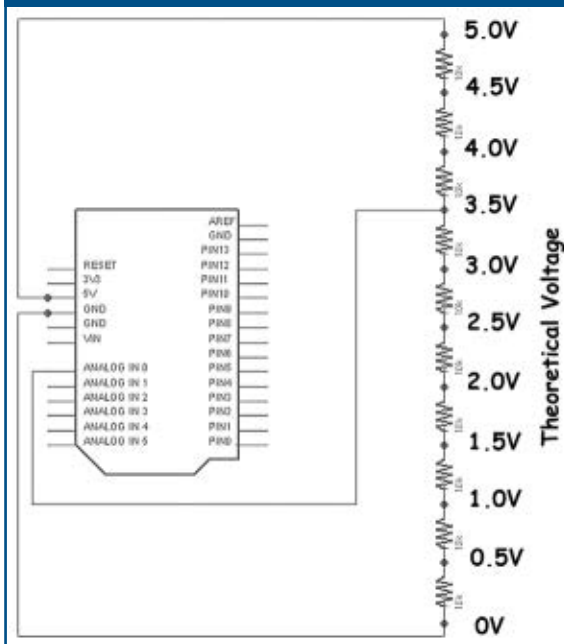 5.0V
4.5V
4.0V
3.5V
3.0V
2.5V
2.0V
1.5V
1.0V
0.5V
0V
Theoretical Voltage
RESET
3V3
5V
GND
GND
VIN
ANALOG IN 0
ANALOG IN 1
ANALOG IN 2
ANALOG IN 3
ANALOG IN 4
ANALOG IN 5
AREF
GND
PIN13
PIN12
PIN11
PIN10
PIN9
PIN8
PIN7
PIN6
PIN5
PIN4
PIN3
PIN2
PIN1
PIN0